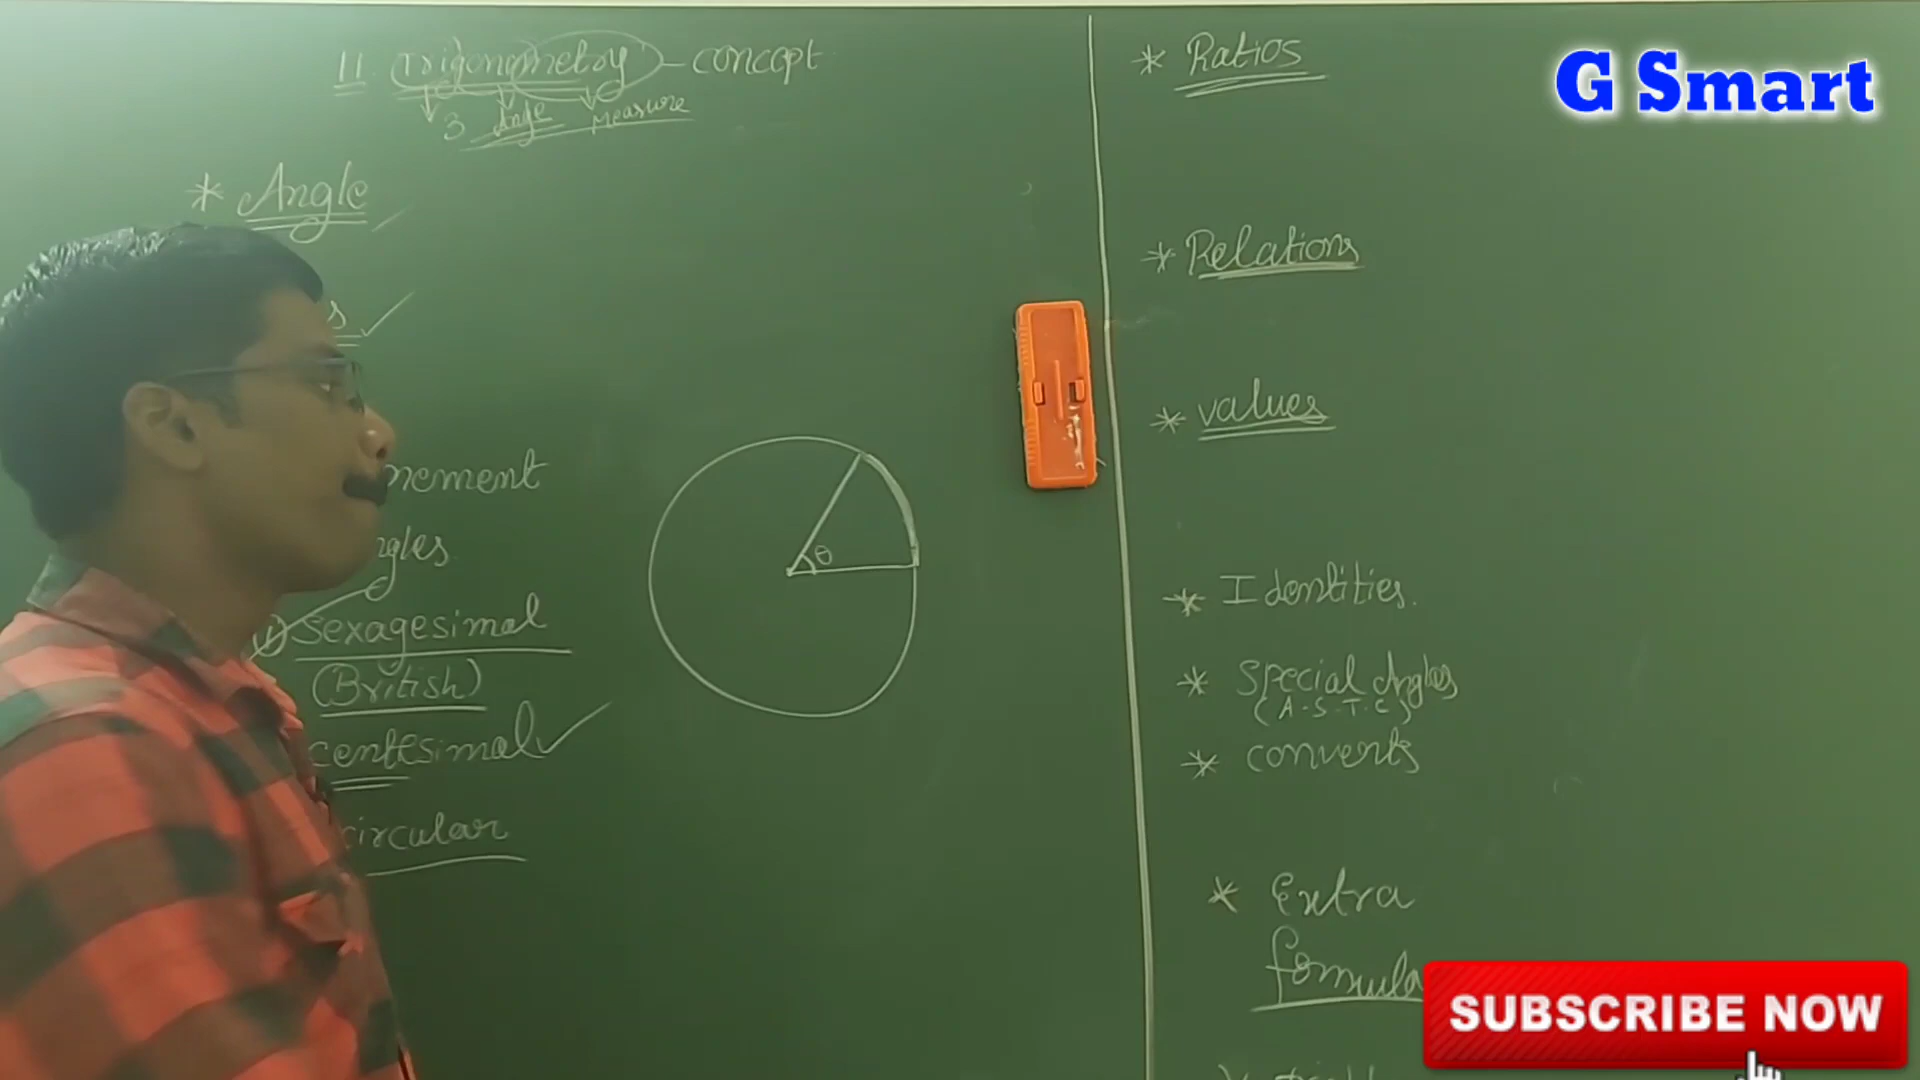 11. Trigonometry - concept
3 Angle Measure
* Angle
s
nement
ngles
sexagesimal
(British)
centesimal
circular
θ
* Ratios
* Relations
* values
* Identities.
* special Angles
(A-S-T-C)
* converts
* Extra
formula
G Smart
SUBSCRIBE NOW